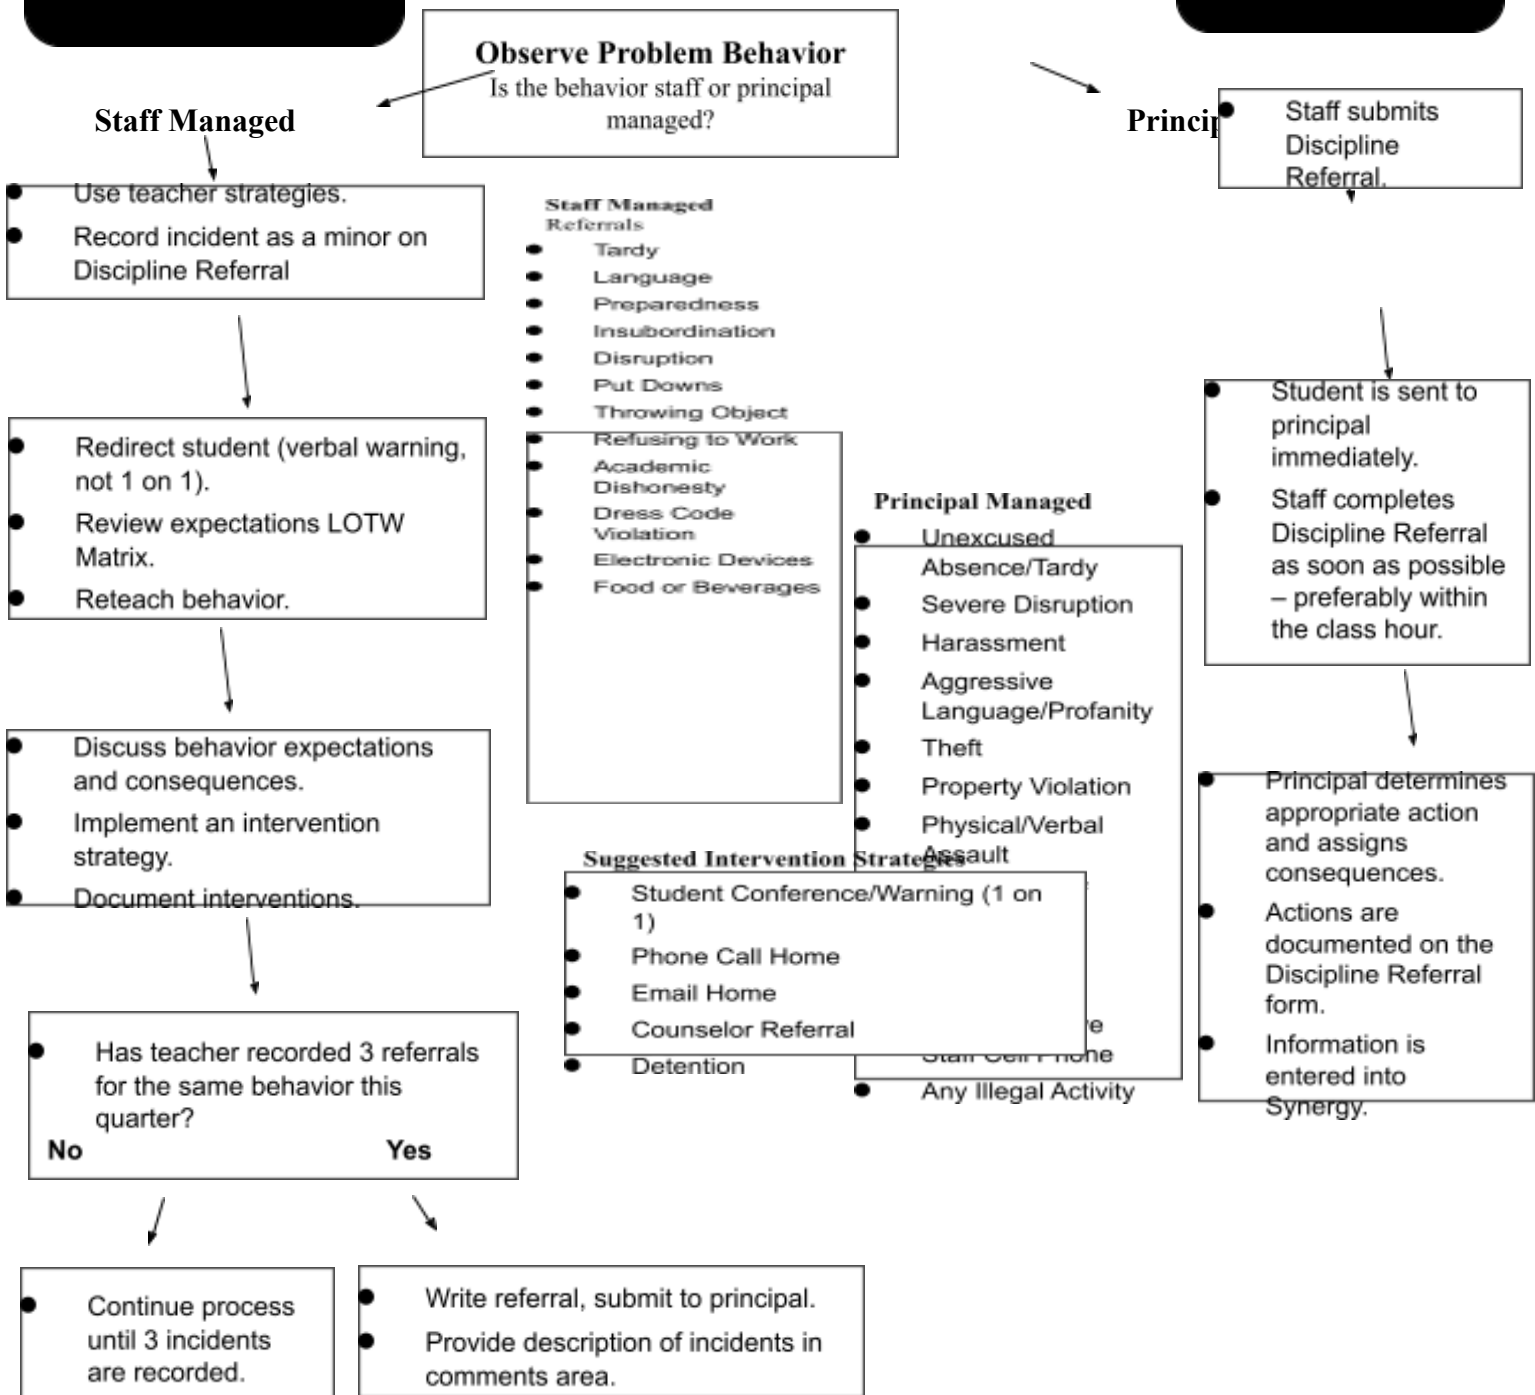 Observe Problem Behavior
Is the behavior staff or principal
managed?
Staff Managed
● Use teacher strategies.
● Record incident as a minor on
Discipline Referral
● Redirect student (verbal warning,
not 1 on 1).
● Review expectations LOTW
Matrix.
● Reteach behavior.
● Discuss behavior expectations
and consequences.
● Implement an intervention
strategy.
● Document interventions.
● Has teacher recorded 3 referrals
for the same behavior this
quarter?
No Yes
● Continue process
until 3 incidents
are recorded.
● Write referral, submit to principal.
● Provide description of incidents in
comments area.
Staff Managed
Referrals
● Tardy
● Language
● Preparedness
● Insubordination
● Disruption
● Put Downs
● Throwing Object
● Refusing to Work
● Academic
Dishonesty
● Dress Code
Violation
● Electronic Devices
● Food or Beverages
Principal Managed
● Unexcused
Absence/Tardy
● Severe Disruption
● Harassment
● Aggressive
Language/Profanity
● Theft
● Property Violation
● Physical/Verbal
Assault
Staff Cell Phone
● Any Illegal Activity
Suggested Intervention Strategies
● Student Conference/Warning (1 on
1)
● Phone Call Home
● Email Home
● Counselor Referral
● Detention
● Staff submits
Discipline
Referral.
● Student is sent to
principal
immediately.
● Staff completes
Discipline Referral
as soon as possible
– preferably within
the class hour.
● Principal determines
appropriate action
and assigns
consequences.
● Actions are
documented on the
Discipline Referral
form.
● Information is
entered into
Synergy.